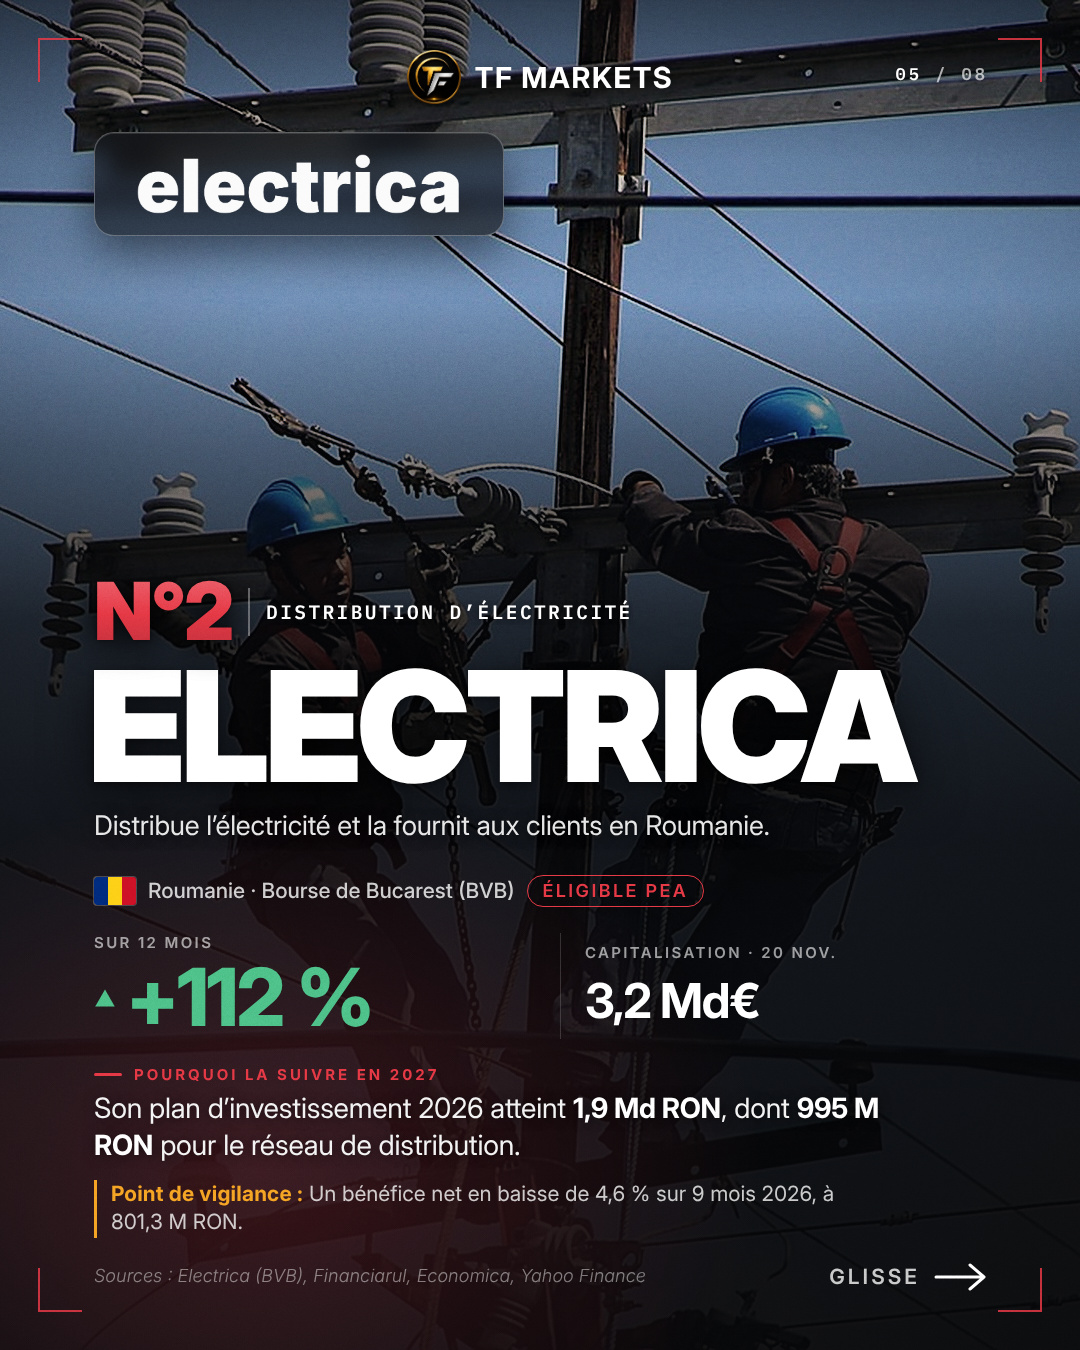 TF MARKETS
05 / 08
electrica
N°2
DISTRIBUTION D’ÉLECTRICITÉ
ELECTRICA
Distribue l’électricité et la fournit aux clients en Roumanie.
Roumanie · Bourse de Bucarest (BVB)
ÉLIGIBLE PEA
SUR 12 MOIS
▲ +112 %
CAPITALISATION · 20 NOV.
3,2 Md€
POURQUOI LA SUIVRE EN 2027
Son plan d’investissement 2026 atteint 1,9 Md RON, dont 995 M
RON pour le réseau de distribution.
Point de vigilance : Un bénéfice net en baisse de 4,6 % sur 9 mois 2026, à
801,3 M RON.
Sources : Electrica (BVB), Financiarul, Economica, Yahoo Finance
GLISSE